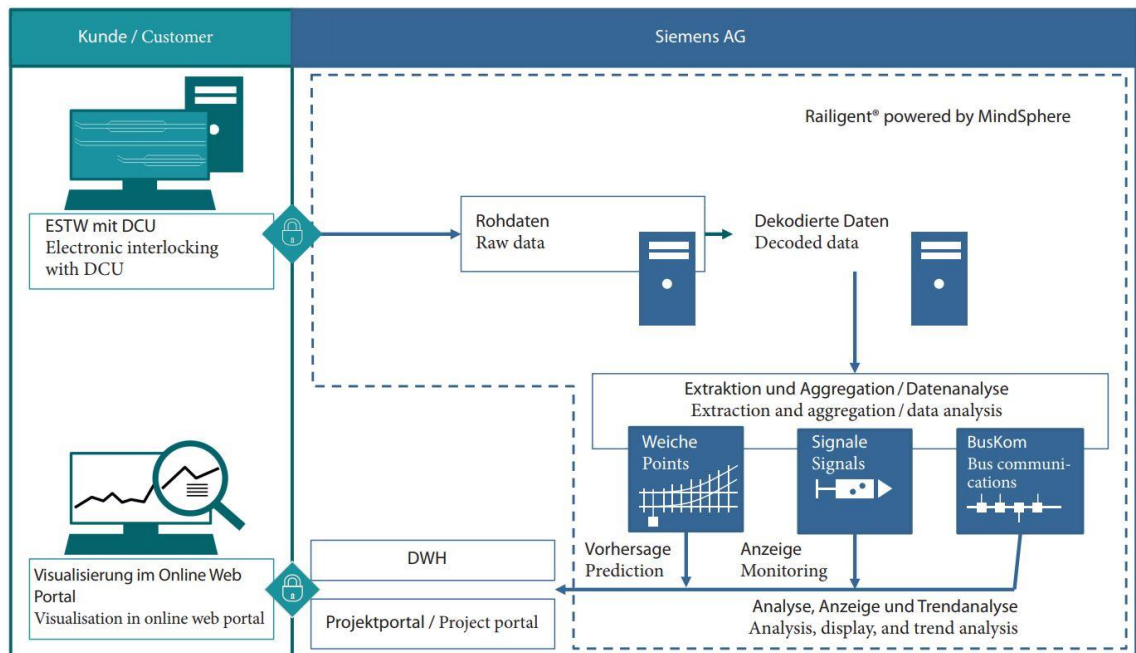 Kunde / Customer
Siemens AG
Railigent® powered by MindSphere
ESTW mit DCU
Electronic interlocking
with DCU
Rohdaten
Raw data
Dekodierte Daten
Decoded data
Extraktion und Aggregation / Datenanalyse
Extraction and aggregation / data analysis
Weiche
Points
Signale
Signals
BusKom
Bus communi-
cations
Vorhersage
Prediction
Anzeige
Monitoring
Analyse, Anzeige und Trendanalyse
Analysis, display, and trend analysis
DWH
Projektportal / Project portal
Visualisierung im Online Web
Portal
Visualisation in online web portal